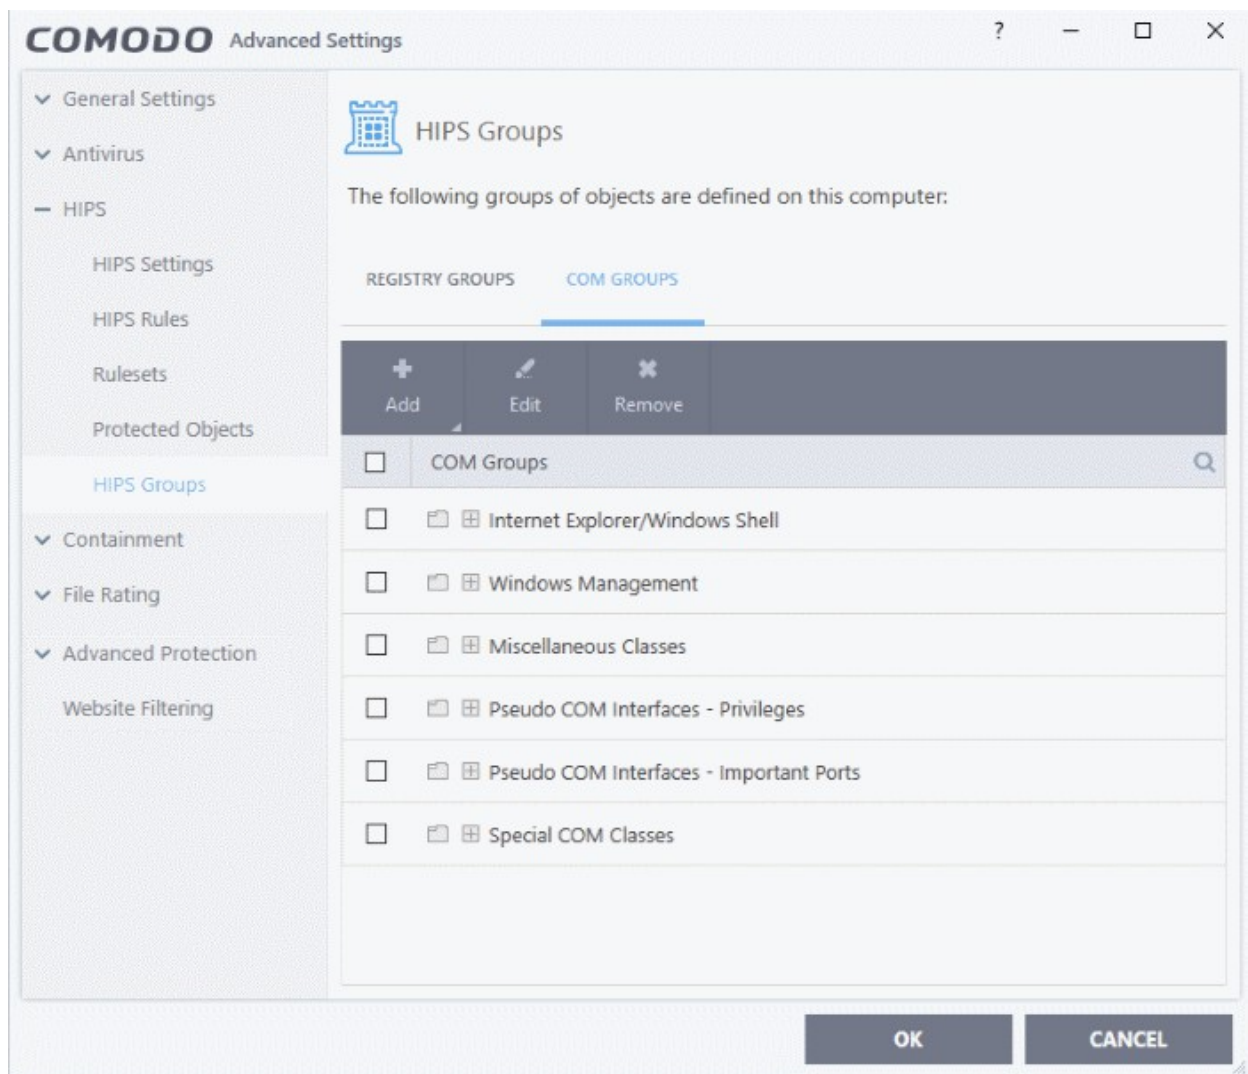 COMODO Advanced Settings ?
General Settings
Antivirus
HIPS
HIPS Settings
HIPS Rules
Rulesets
Protected Objects
HIPS Groups
Containment
File Rating
Advanced Protection
Website Filtering
HIPS Groups
The following groups of objects are defined on this computer:
REGISTRY GROUPS COM GROUPS
Add Edit Remove
COM Groups
Internet Explorer/Windows Shell
Windows Management
Miscellaneous Classes
Pseudo COM Interfaces - Privileges
Pseudo COM Interfaces - Important Ports
Special COM Classes
OK CANCEL